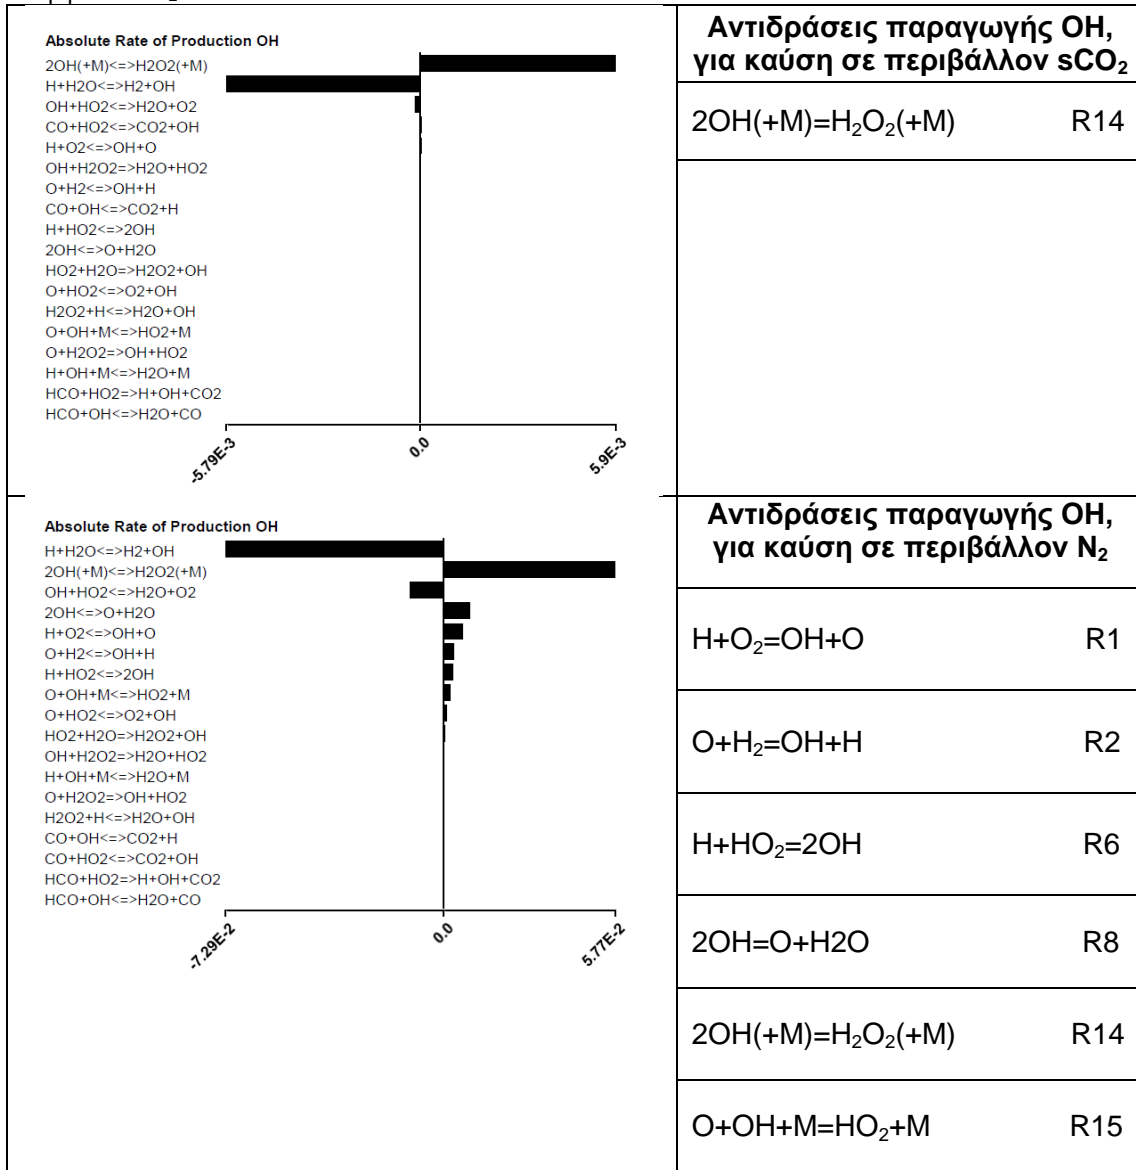 Absolute Rate of Production OH
2OH(+M)<=>H2O2(+M)
H+H2O<=>H2+OH
OH+HO2<=>H2O+O2
CO+HO2<=>CO2+OH
H+O2<=>OH+O
OH+H2O2=>H2O+HO2
O+H2<=>OH+H
CO+OH<=>CO2+H
H+HO2<=>2OH
2OH<=>O+H2O
HO2+H2O=>H2O2+OH
O+HO2<=>O2+OH
H2O2+H<=>H2O+OH
O+OH+M<=>HO2+M
O+H2O2=>OH+HO2
H+OH+M<=>H2O+M
HCO+HO2=>H+OH+CO2
HCO+OH<=>H2O+CO
-5.79E-3
0.0
5.9E-3
Αντιδράσεις παραγωγής OH,
για καύση σε περιβάλλον sCO₂
2OH(+M)=H₂O₂(+M) R14
Absolute Rate of Production OH
H+H2O<=>H2+OH
2OH(+M)<=>H2O2(+M)
OH+HO2<=>H2O+O2
2OH<=>O+H2O
H+O2<=>OH+O
O+H2<=>OH+H
H+HO2<=>2OH
O+OH+M<=>HO2+M
O+HO2<=>O2+OH
HO2+H2O=>H2O2+OH
OH+H2O2=>H2O+HO2
H+OH+M<=>H2O+M
O+H2O2=>OH+HO2
H2O2+H<=>H2O+OH
CO+OH<=>CO2+H
CO+HO2<=>CO2+OH
HCO+HO2=>H+OH+CO2
HCO+OH<=>H2O+CO
-7.29E-2
0.0
5.77E-2
Αντιδράσεις παραγωγής OH,
για καύση σε περιβάλλον N₂
H+O₂=OH+O R1
O+H₂=OH+H R2
H+HO₂=2OH R6
2OH=O+H2O R8
2OH(+M)=H₂O₂(+M) R14
O+OH+M=HO₂+M R15